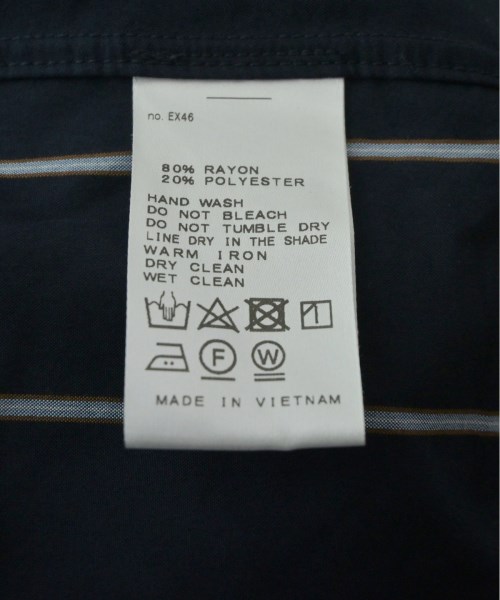 no. EX46
80% RAYON
20% POLYESTER
HAND WASH
DO NOT BLEACH
DO NOT TUMBLE DRY
LINE DRY IN THE SHADE
WARM IRON
DRY CLEAN
WET CLEAN
F W
MADE IN VIETNAM